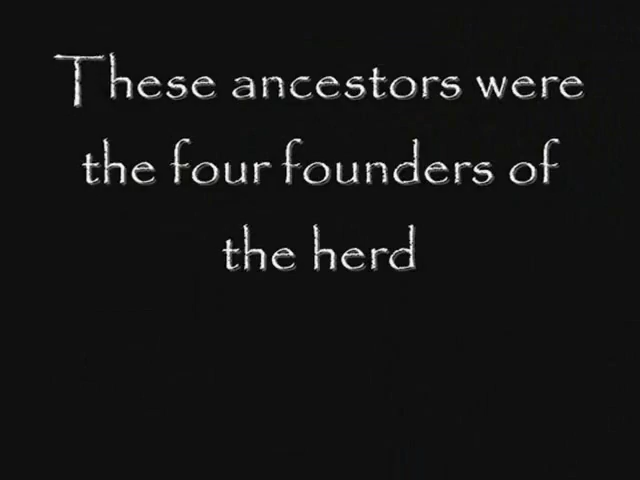 These ancestors were
the four founders of
the herd